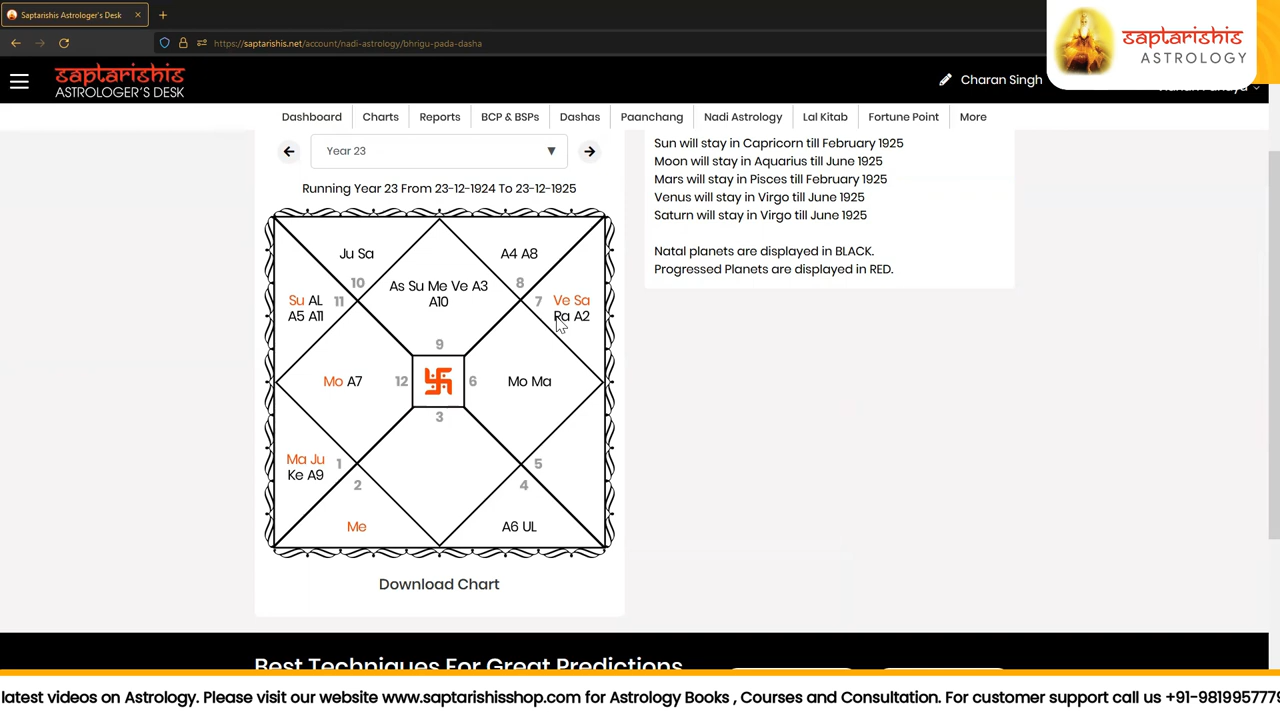 Saptarishis Astrologer's Desk
https://saptarishis.net/account/nadi-astrology/bhrigu-pada-dasha
saptarishis
ASTROLOGY
saptarishis
ASTROLOGER'S DESK
Charan Singh
Dashboard
Charts
Reports
BCP & BSPs
Dashas
Paanchang
Nadi Astrology
Lal Kitab
Fortune Point
More
Year 23
Running Year 23 From 23-12-1924 To 23-12-1925
Sun will stay in Capricorn till February 1925
Moon will stay in Aquarius till June 1925
Mars will stay in Pisces till February 1925
Venus will stay in Virgo till June 1925
Saturn will stay in Virgo till June 1925
Natal planets are displayed in BLACK.
Progressed Planets are displayed in RED.
Ju Sa
A4 A8
10
As Su Me Ve A3
A10
8
Su AL
A5 A11
11
7
Ve Sa
Ra A2
9
Mo A7
12
6
Mo Ma
3
Ma Ju
Ke A9
1
5
2
4
Me
A6 UL
Download Chart
Best Techniques For Great Predictions
latest videos on Astrology. Please visit our website www.saptarishisshop.com for Astrology Books , Courses and Consultation. For customer support call us +91-9819957779